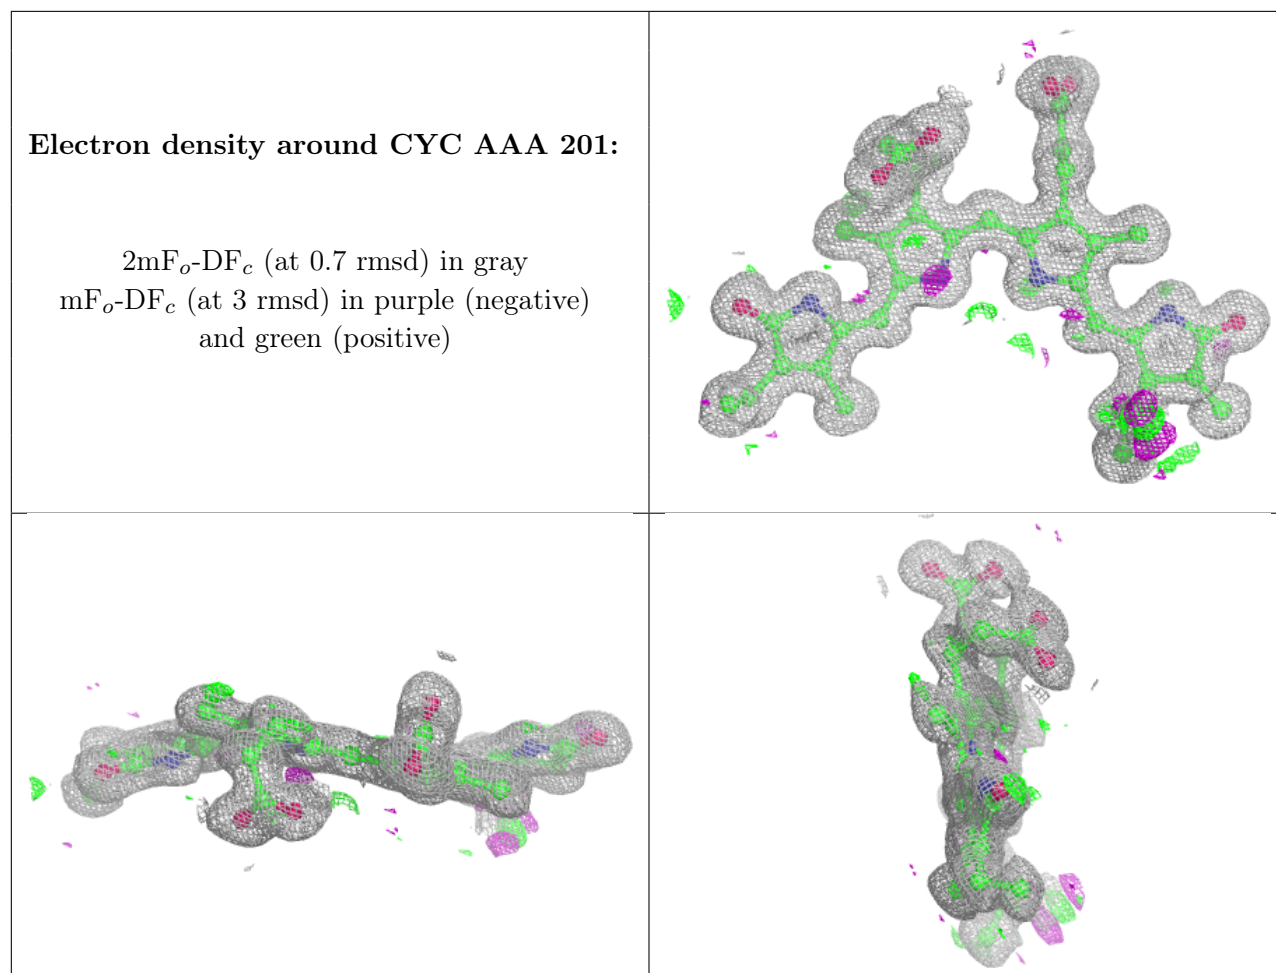 Electron density around CYC AAA 201:
2mFₒ-DF𝒸 (at 0.7 rmsd) in gray
mFₒ-DF𝒸 (at 3 rmsd) in purple (negative)
and green (positive)